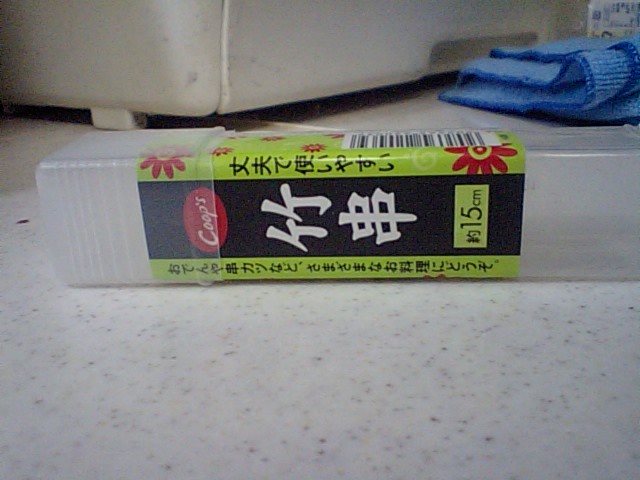 丈夫で使いやすい
Coop's
竹串
約15cm
おでんや串カツなど、さまざまなお料理にどうぞ。